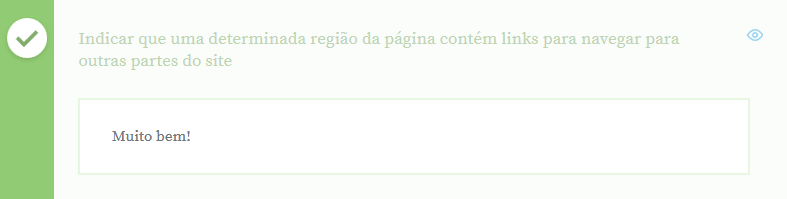 Indicar que uma determinada região da página contém links para navegar para
outras partes do site
Muito bem!